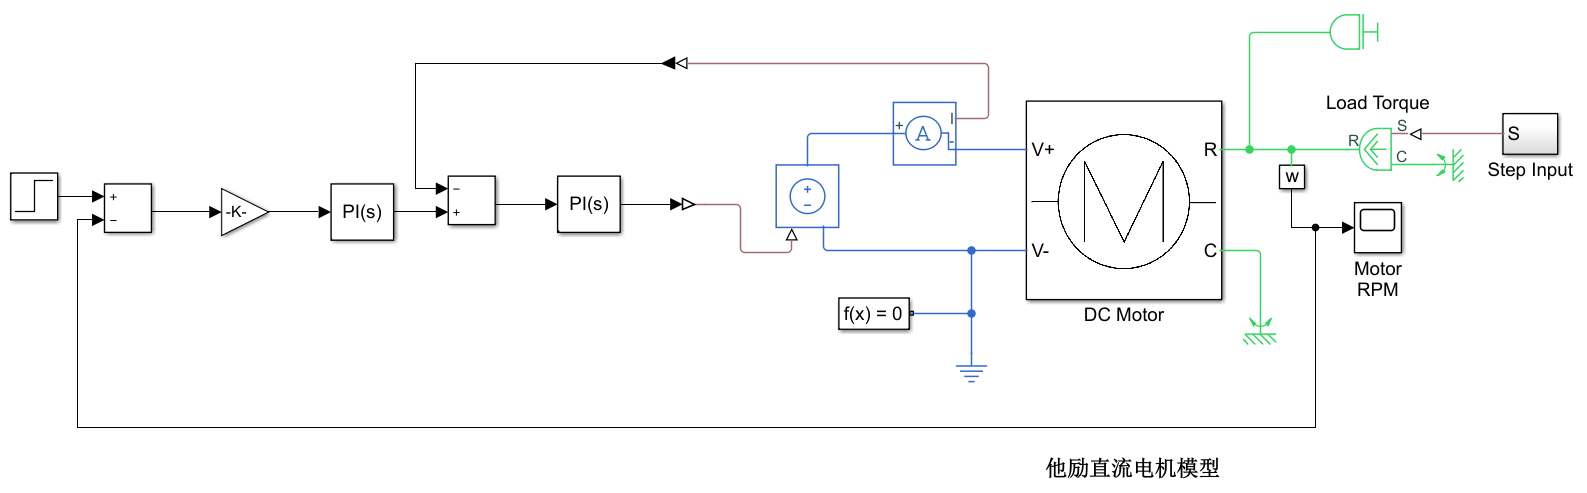 +
−
-K-
PI(s)
−
+
PI(s)
+
−
+
A
I
-
V+
V-
f(x) = 0
M
R
C
DC Motor
Load Torque
R
S
C
S
Step Input
w
Motor
RPM
他励直流电机模型